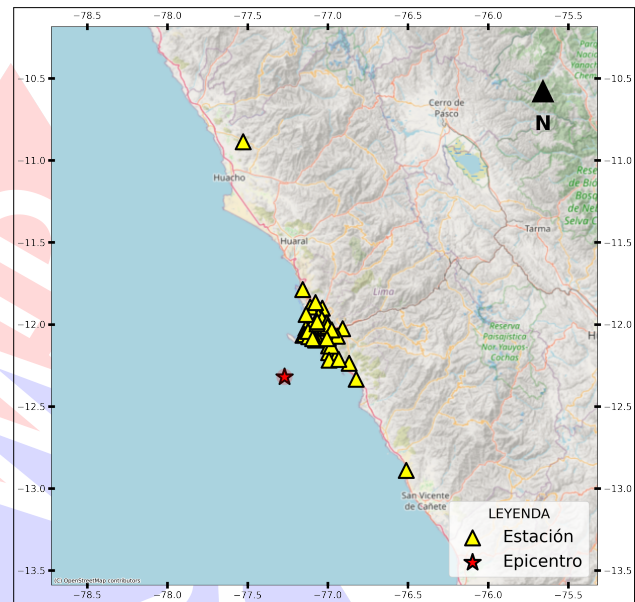 −78.5 −78.0 −77.5 −77.0 −76.5 −76.0 −75.5
−10.5 −10.5
−11.0 −11.0
−11.5 −11.5
−12.0 −12.0
−12.5 −12.5
−13.0 −13.0
−13.5 −13.5
Cerro de
Pasco
N
Huacho
Tarma
Huaral
Lima
Reserva
Paisajística
Nor Yauyos-
Cochas
San Vicente
de Cañete
LEYENDA
Estación
Epicentro
(C) OpenStreetMap contributors
−78.5 −78.0 −77.5 −77.0 −76.5 −76.0 −75.5